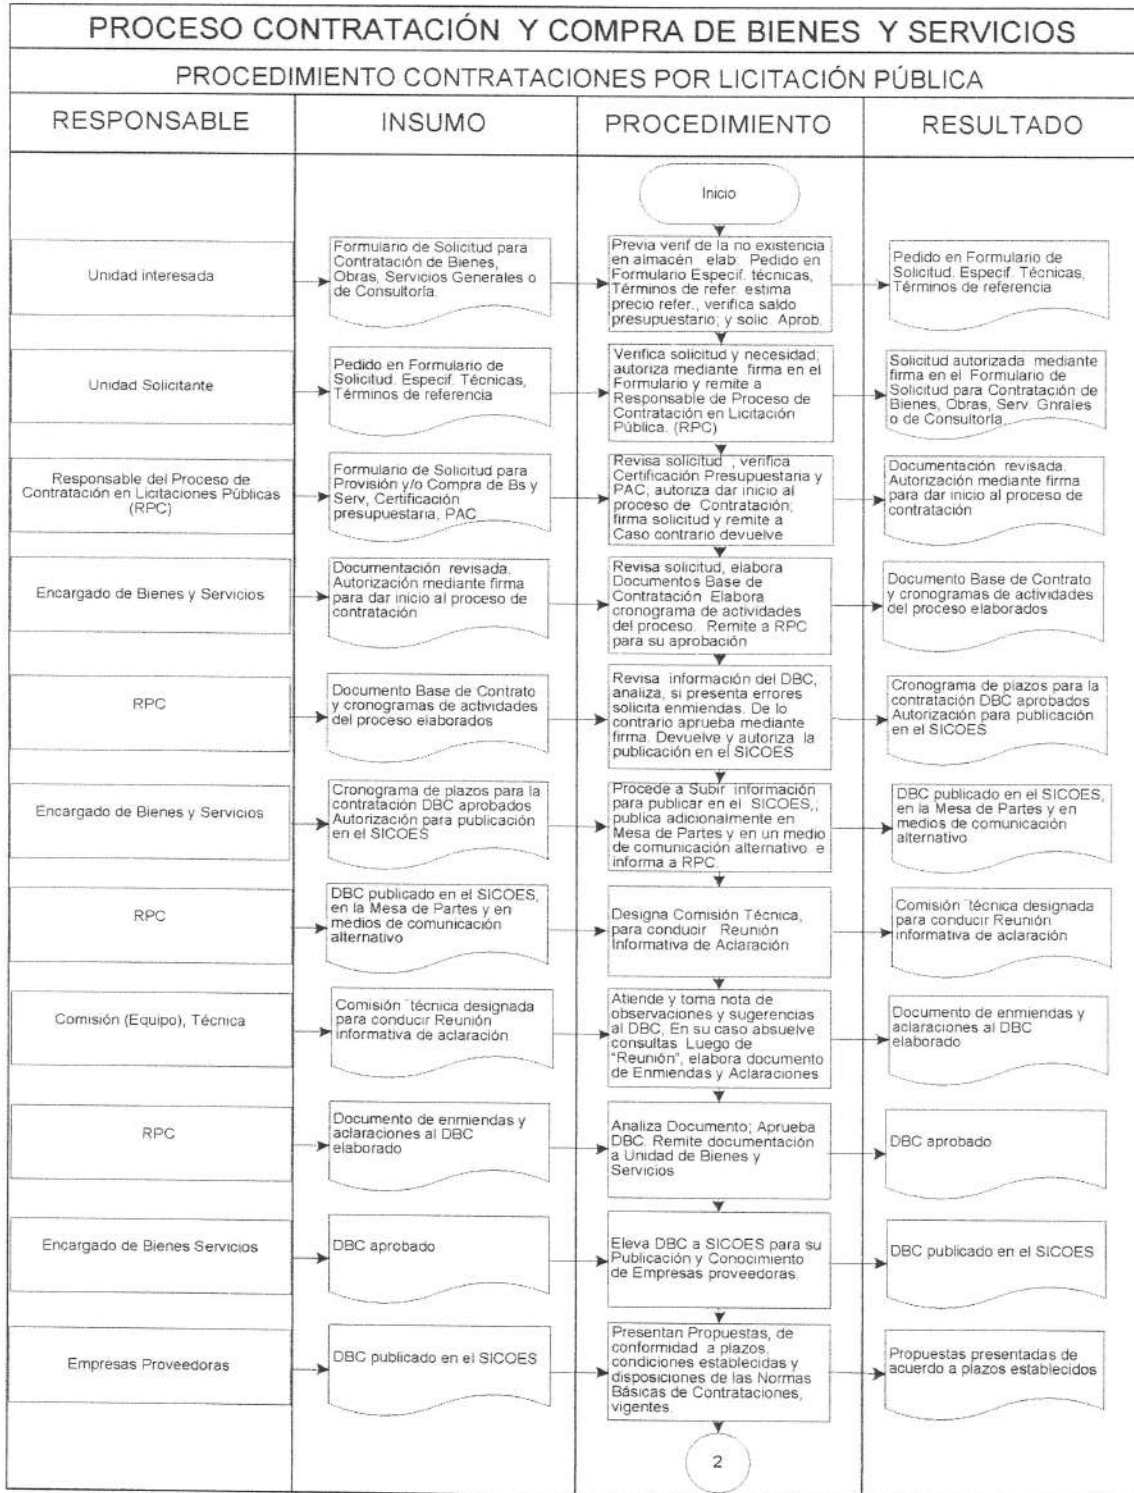 PROCESO CONTRATACIÓN Y COMPRA DE BIENES Y SERVICIOS
PROCEDIMIENTO CONTRATACIONES POR LICITACIÓN PÚBLICA
RESPONSABLE
INSUMO
PROCEDIMIENTO
RESULTADO
Inicio
Unidad interesada
Formulario de Solicitud para
Contratación de Bienes,
Obras, Servicios Generales o
de Consultoría.
Previa verif de la no existencia
en almacén elab: Pedido en
Formulario Especif. técnicas,
Términos de refer. estima
precio refer., verifica saldo
presupuestario; y solic. Aprob.
Pedido en Formulario de
Solicitud. Especif. Técnicas,
Términos de referencia
Unidad Solicitante
Pedido en Formulario de
Solicitud. Especif. Técnicas,
Términos de referencia
Verifica solicitud y necesidad;
autoriza mediante firma en el
Formulario y remite a
Responsable de Proceso de
Contratación en Licitación
Pública. (RPC)
Solicitud autorizada mediante
firma en el Formulario de
Solicitud para Contratación de
Bienes, Obras, Serv. Gnrales
o de Consultoría.
Responsable del Proceso de
Contratación en Licitaciones Públicas
(RPC)
Formulario de Solicitud para
Provisión y/o Compra de Bs y
Serv, Certificación
presupuestaria, PAC
Revisa solicitud , verifica
Certificación Presupuestaria y
PAC; autoriza dar inicio al
proceso de Contratación;
firma solicitud y remite a
Caso contrario devuelve
Documentación revisada.
Autorización mediante firma
para dar inicio al proceso de
contratación
Encargado de Bienes y Servicios
Documentación revisada.
Autorización mediante firma
para dar inicio al proceso de
contratación
Revisa solicitud, elabora
Documentos Base de
Contratación Elabora
cronograma de actividades
del proceso. Remite a RPC
para su aprobación
Documento Base de Contrato
y cronogramas de actividades
del proceso elaborados
RPC
Documento Base de Contrato
y cronogramas de actividades
del proceso elaborados
Revisa información del DBC,
analiza, si presenta errores
solicita enmiendas. De lo
contrario aprueba mediante
firma. Devuelve y autoriza la
publicación en el SICOES
Cronograma de plazos para la
contratación DBC aprobados
Autorización para publicación
en el SICOES
Encargado de Bienes y Servicios
Cronograma de plazos para la
contratación DBC aprobados
Autorización para publicación
en el SICOES
Procede a Subir información
para publicar en el SICOES,,
publica adicionalmente en
Mesa de Partes y en un medio
de comunicación alternativo e
informa a RPC.
DBC publicado en el SICOES,
en la Mesa de Partes y en
medios de comunicación
alternativo
RPC
DBC publicado en el SICOES,
en la Mesa de Partes y en
medios de comunicación
alternativo
Designa Comisión Técnica,
para conducir Reunión
Informativa de Aclaración
Comisión ¨técnica designada
para conducir Reunión
informativa de aclaración
Comisión (Equipo), Técnica
Comisión ¨técnica designada
para conducir Reunión
informativa de aclaración
Atiende y toma nota de
observaciones y sugerencias
al DBC, En su caso absuelve
consultas Luego de
"Reunión", elabora documento
de Enmiendas y Aclaraciones
Documento de enmiendas y
aclaraciones al DBC
elaborado
RPC
Documento de enmiendas y
aclaraciones al DBC
elaborado
Analiza Documento; Aprueba
DBC. Remite documentación
a Unidad de Bienes y
Servicios
DBC aprobado
Encargado de Bienes Servicios
DBC aprobado
Eleva DBC a SICOES para su
Publicación y Conocimiento
de Empresas proveedoras
DBC publicado en el SICOES
Empresas Proveedoras
DBC publicado en el SICOES
Presentan Propuestas, de
conformidad a plazos.
condiciones establecidas y
disposiciones de las Normas
Básicas de Contrataciones,
vigentes.
Propuestas presentadas de
acuerdo a plazos establecidos
2